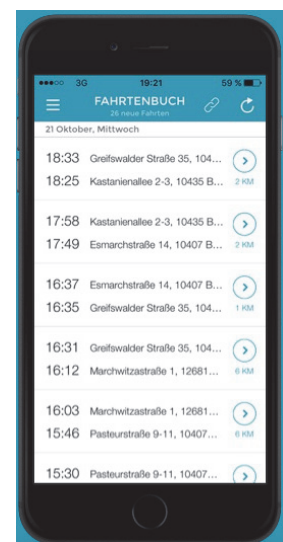 3G 19:21 59 %
FAHRTENBUCH
26 neue Fahrten
21 Oktober, Mittwoch
18:33 Greifswalder Straße 35, 104...
18:25 Kastanienallee 2-3, 10435 B...
2 KM
17:58 Kastanienallee 2-3, 10435 B...
17:49 Esmarchstraße 14, 10407 B...
2 KM
16:37 Esmarchstraße 14, 10407 B...
16:35 Greifswalder Straße 35, 104...
1 KM
16:31 Greifswalder Straße 35, 104...
16:12 Marchwitzastraße 1, 12681...
6 KM
16:03 Marchwitzastraße 1, 12681...
15:46 Pasteurstraße 9-11, 10407...
6 KM
15:30 Pasteurstraße 9-11, 10407...